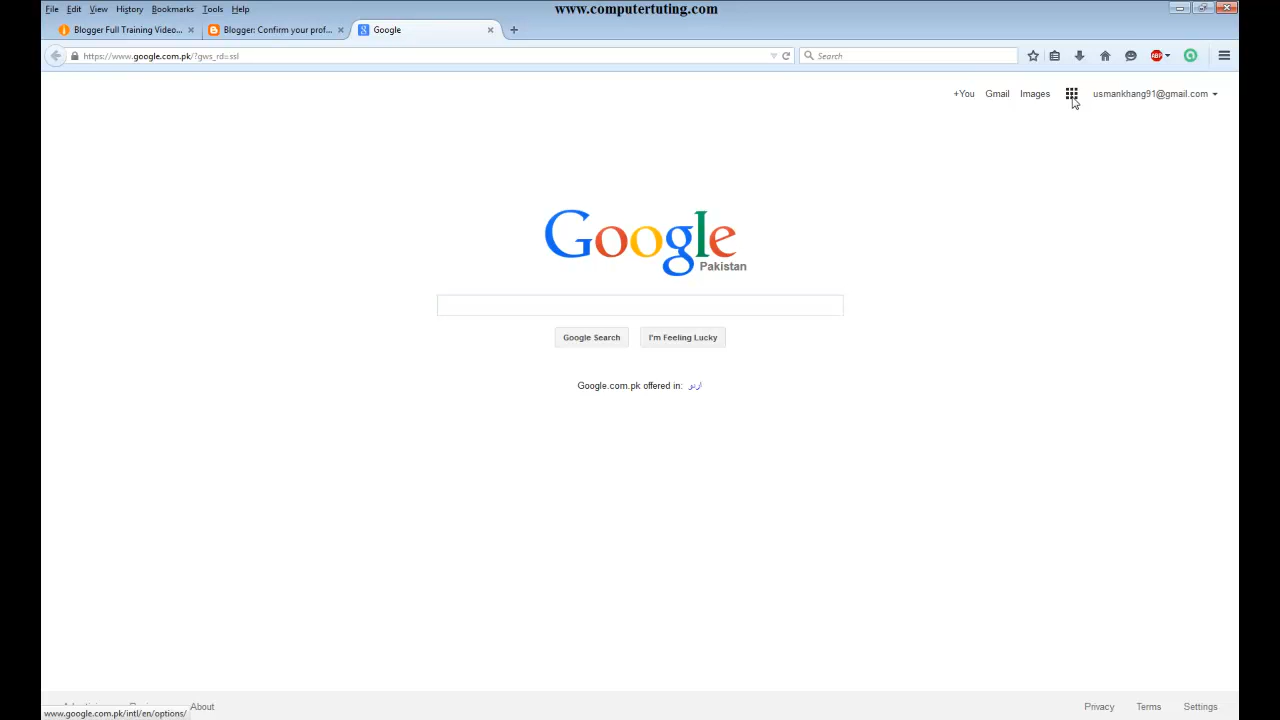 File Edit View History Bookmarks Tools Help
www.computertuting.com
Blogger Full Training Video...
Blogger: Confirm your prof...
Google
https://www.google.com.pk/?gws_rd=ssl
Search
ABP
+You Gmail Images usmankhang91@gmail.com
Google
Pakistan
Google Search I'm Feeling Lucky
Google.com.pk offered in: اردو
About
Privacy Terms Settings
www.google.com.pk/intl/en/options/